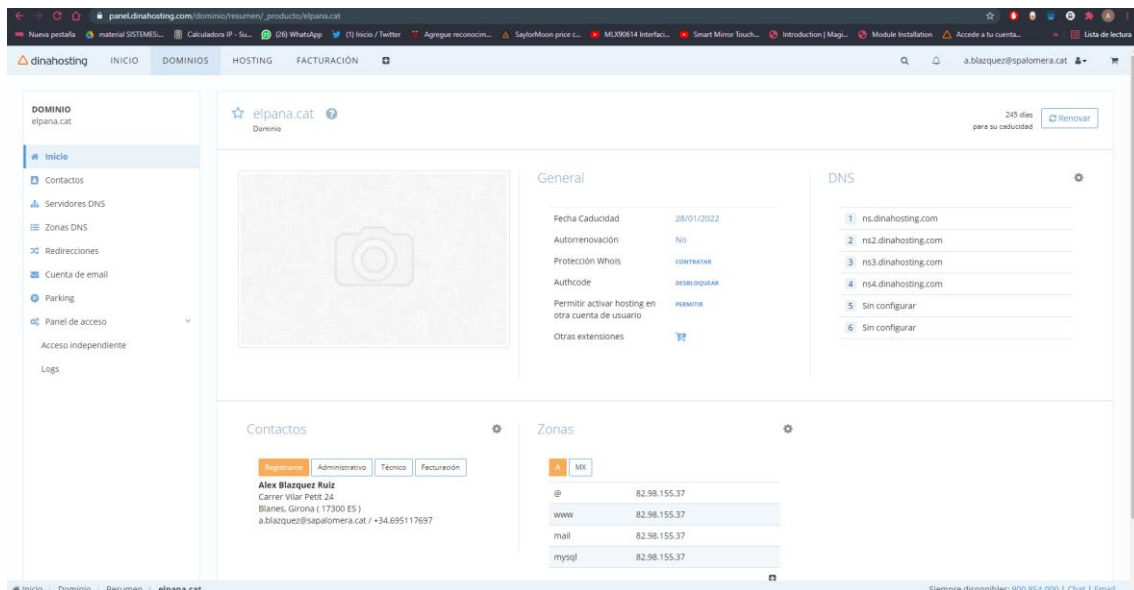 panel.dinahosting.com/dominio/resumen/_producto/elpana.cat
Nueva pestaña material SISTEMES:... Calculadora IP - Su... (26) WhatsApp (1) Inicio / Twitter Agregue reconocim... SaylorMoon price c... MLX90614 Interfaci... Smart Mirror Touch... Introduction | Magi... Module Installation Accede a tu cuenta... » Lista de lectura
dinahosting INICIO DOMINIOS HOSTING FACTURACIÓN a.blazquez@spalomera.cat
DOMINIO
elpana.cat
Inicio
Contactos
Servidores DNS
Zonas DNS
Redirecciones
Cuenta de email
Parking
Panel de acceso
Acceso independiente
Logs
elpana.cat
Dominio
245 días
para su caducidad
Renovar
General
Fecha Caducidad 28/01/2022
Autorrenovación No
Protección Whois CONTRATAR
Authcode DESBLOQUEAR
Permitir activar hosting en PERMITIR
otra cuenta de usuario
Otras extensiones
DNS
1 ns.dinahosting.com
2 ns2.dinahosting.com
3 ns3.dinahosting.com
4 ns4.dinahosting.com
5 Sin configurar
6 Sin configurar
Contactos
Registrante Administrativo Técnico Facturación
Alex Blazquez Ruiz
Carrer Vilar Petit 24
Blanes, Girona ( 17300 ES )
a.blazquez@sapalomera.cat / +34.695117697
Zonas
A MX
@ 82.98.155.37
www 82.98.155.37
mail 82.98.155.37
mysql 82.98.155.37
Inicio / Dominio / Resumen / elpana.cat
Siempre disponibles: 900 854 000 | Chat | Email